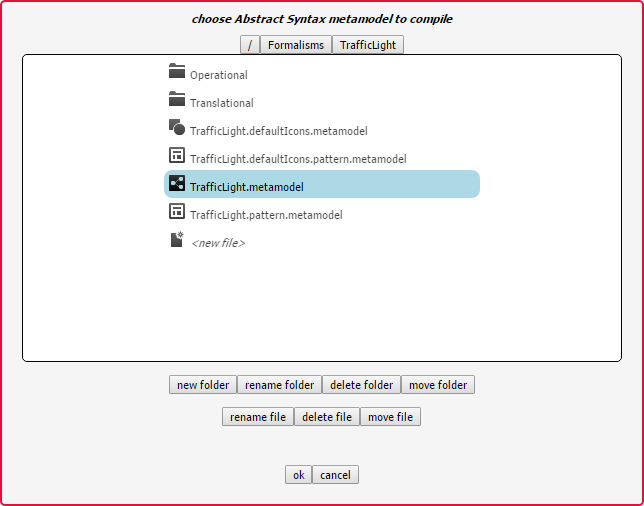 choose Abstract Syntax metamodel to compile
/ Formalisms TrafficLight
Operational
Translational
TrafficLight.defaultIcons.metamodel
TrafficLight.defaultIcons.pattern.metamodel
TrafficLight.metamodel
TrafficLight.pattern.metamodel
<new file>
new folder rename folder delete folder move folder
rename file delete file move file
ok cancel